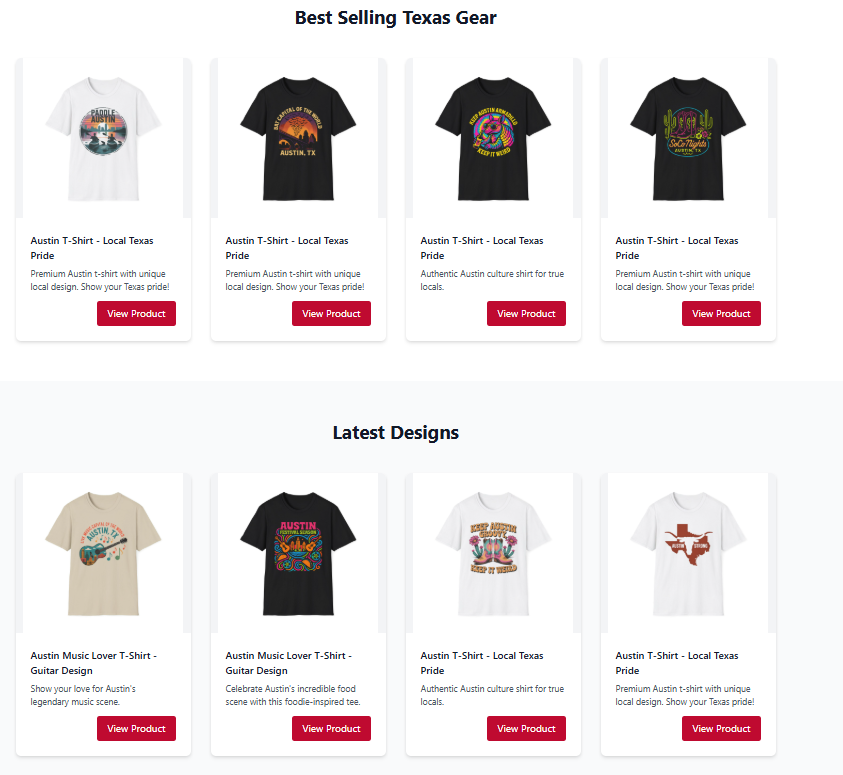 Best Selling Texas Gear
PADDLE
AUSTIN
BAT CAPITAL OF THE WORLD
AUSTIN, TX
KEEP AUSTIN ARMADILLO
KEEP IT WEIRD
SoCo Nights
AUSTIN, TX
Austin T-Shirt - Local Texas
Pride
Premium Austin t-shirt with unique
local design. Show your Texas pride!
View Product
Austin T-Shirt - Local Texas
Pride
Premium Austin t-shirt with unique
local design. Show your Texas pride!
View Product
Austin T-Shirt - Local Texas
Pride
Authentic Austin culture shirt for true
locals.
View Product
Austin T-Shirt - Local Texas
Pride
Premium Austin t-shirt with unique
local design. Show your Texas pride!
View Product
Latest Designs
LIVE MUSIC CAPITAL OF THE WORLD
AUSTIN, TX
AUSTIN
FESTIVAL SEASON
KEEP AUSTIN
GROOVY
KEEP IT WEIRD
AUSTIN STRONG
Austin Music Lover T-Shirt -
Guitar Design
Show your love for Austin's
legendary music scene.
View Product
Austin Music Lover T-Shirt -
Guitar Design
Celebrate Austin's incredible food
scene with this foodie-inspired tee.
View Product
Austin T-Shirt - Local Texas
Pride
Authentic Austin culture shirt for true
locals.
View Product
Austin T-Shirt - Local Texas
Pride
Premium Austin t-shirt with unique
local design. Show your Texas pride!
View Product